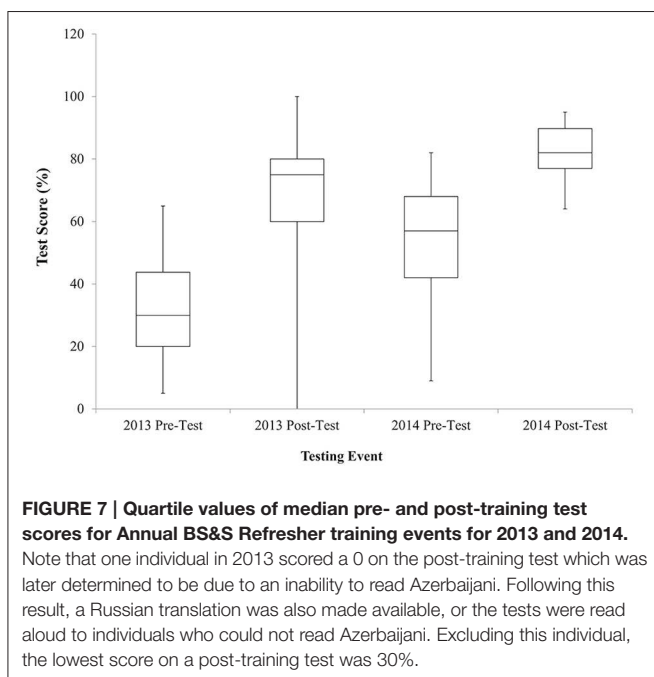 120
100
80
60
40
20
0
Test Score (%)
2013 Pre-Test 2013 Post-Test 2014 Pre-Test 2014 Post-Test
Testing Event
FIGURE 7 | Quartile values of median pre- and post-training test
scores for Annual BS&S Refresher training events for 2013 and 2014.
Note that one individual in 2013 scored a 0 on the post-training test which was
later determined to be due to an inability to read Azerbaijani. Following this
result, a Russian translation was also made available, or the tests were read
aloud to individuals who could not read Azerbaijani. Excluding this individual,
the lowest score on a post-training test was 30%.